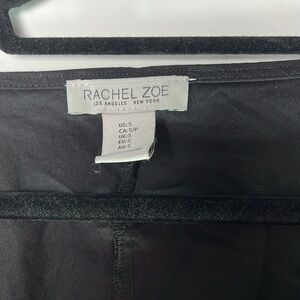 RACHEL ZOE
LOS ANGELES NEW YORK
US:S
CA:S/P
UK:S
EU:S
AU:S